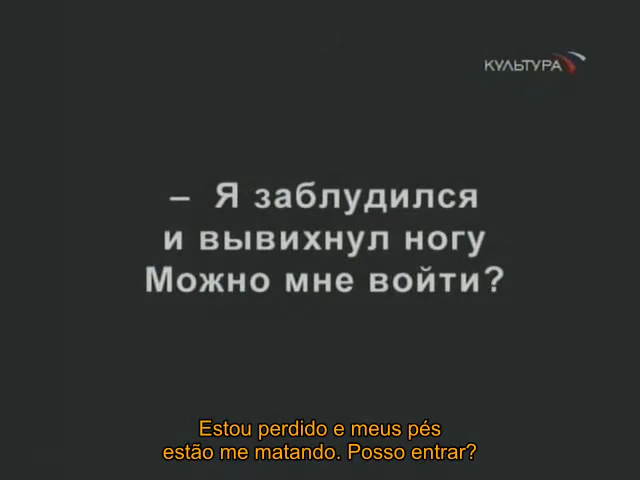 КУЛЬТУРА
– Я заблудился
и вывихнул ногу
Можно мне войти?
Estou perdido e meus pés
estão me matando. Posso entrar?